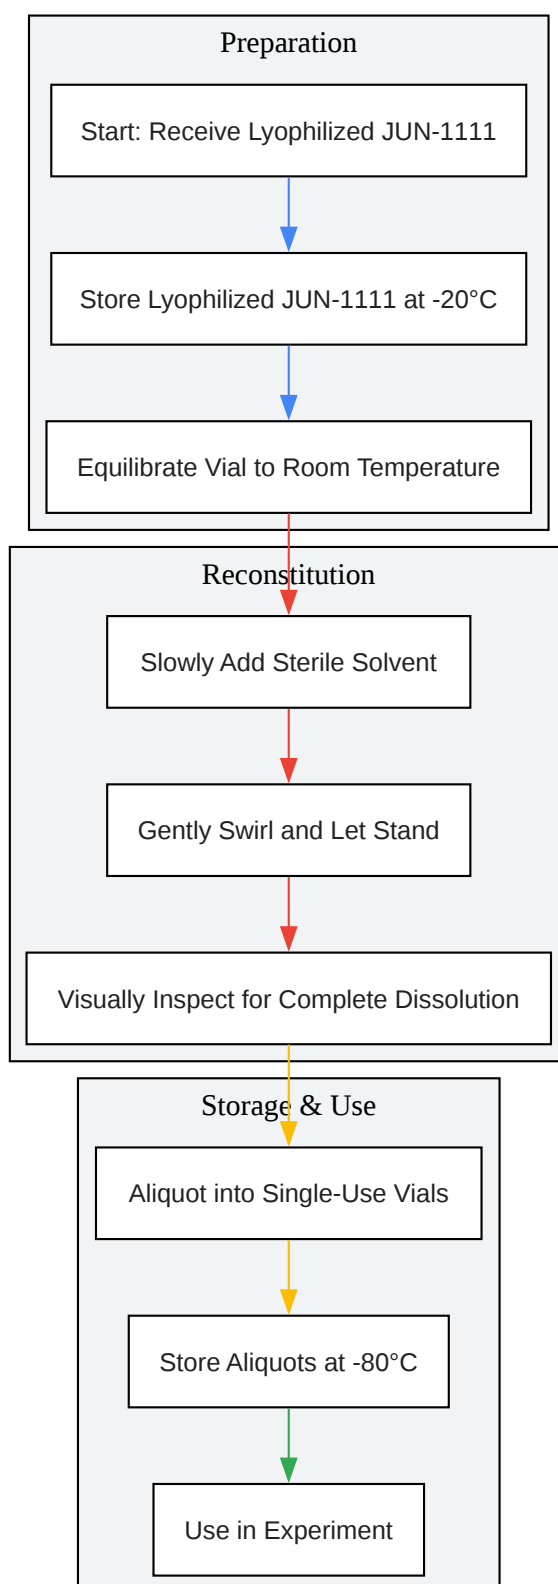 Preparation
Start: Receive Lyophilized JUN-1111
Store Lyophilized JUN-1111 at -20°C
Equilibrate Vial to Room Temperature
Reconstitution
Slowly Add Sterile Solvent
Gently Swirl and Let Stand
Visually Inspect for Complete Dissolution
Storage & Use
Aliquot into Single-Use Vials
Store Aliquots at -80°C
Use in Experiment